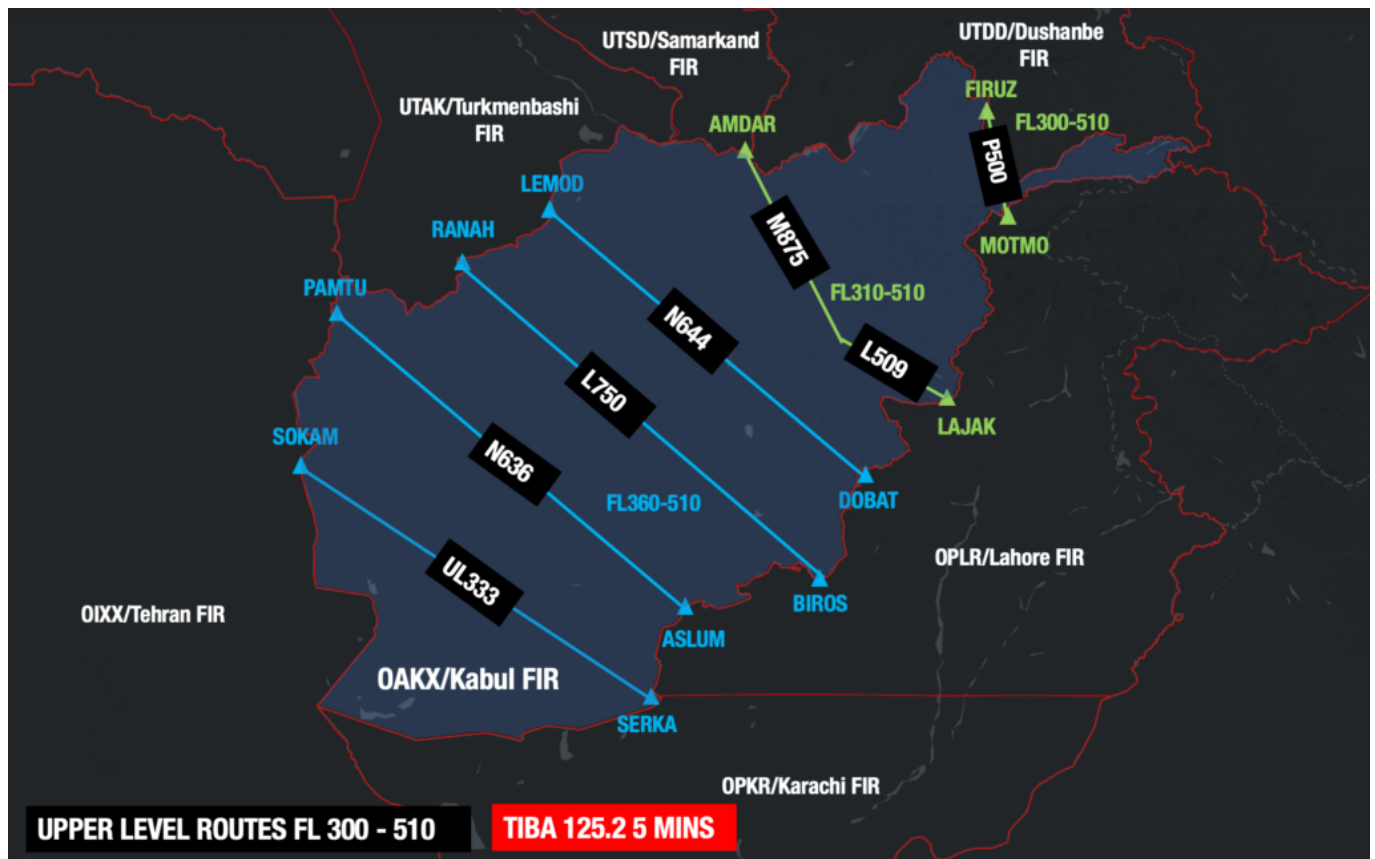 UTSD/Samarkand
FIR
UTDD/Dushanbe
FIR
UTAK/Turkmenbashi
FIR
FIRUZ
FL300-510
AMDAR
P500
LEMOD
RANAH
M875
MOTMO
PAMTU
FL310-510
N644
L509
L750
LAJAK
SOKAM
N636
FL360-510
DOBAT
OPLR/Lahore FIR
UL333
BIROS
OIXX/Tehran FIR
ASLUM
OAKX/Kabul FIR
SERKA
OPKR/Karachi FIR
UPPER LEVEL ROUTES FL 300 - 510
TIBA 125.2 5 MINS